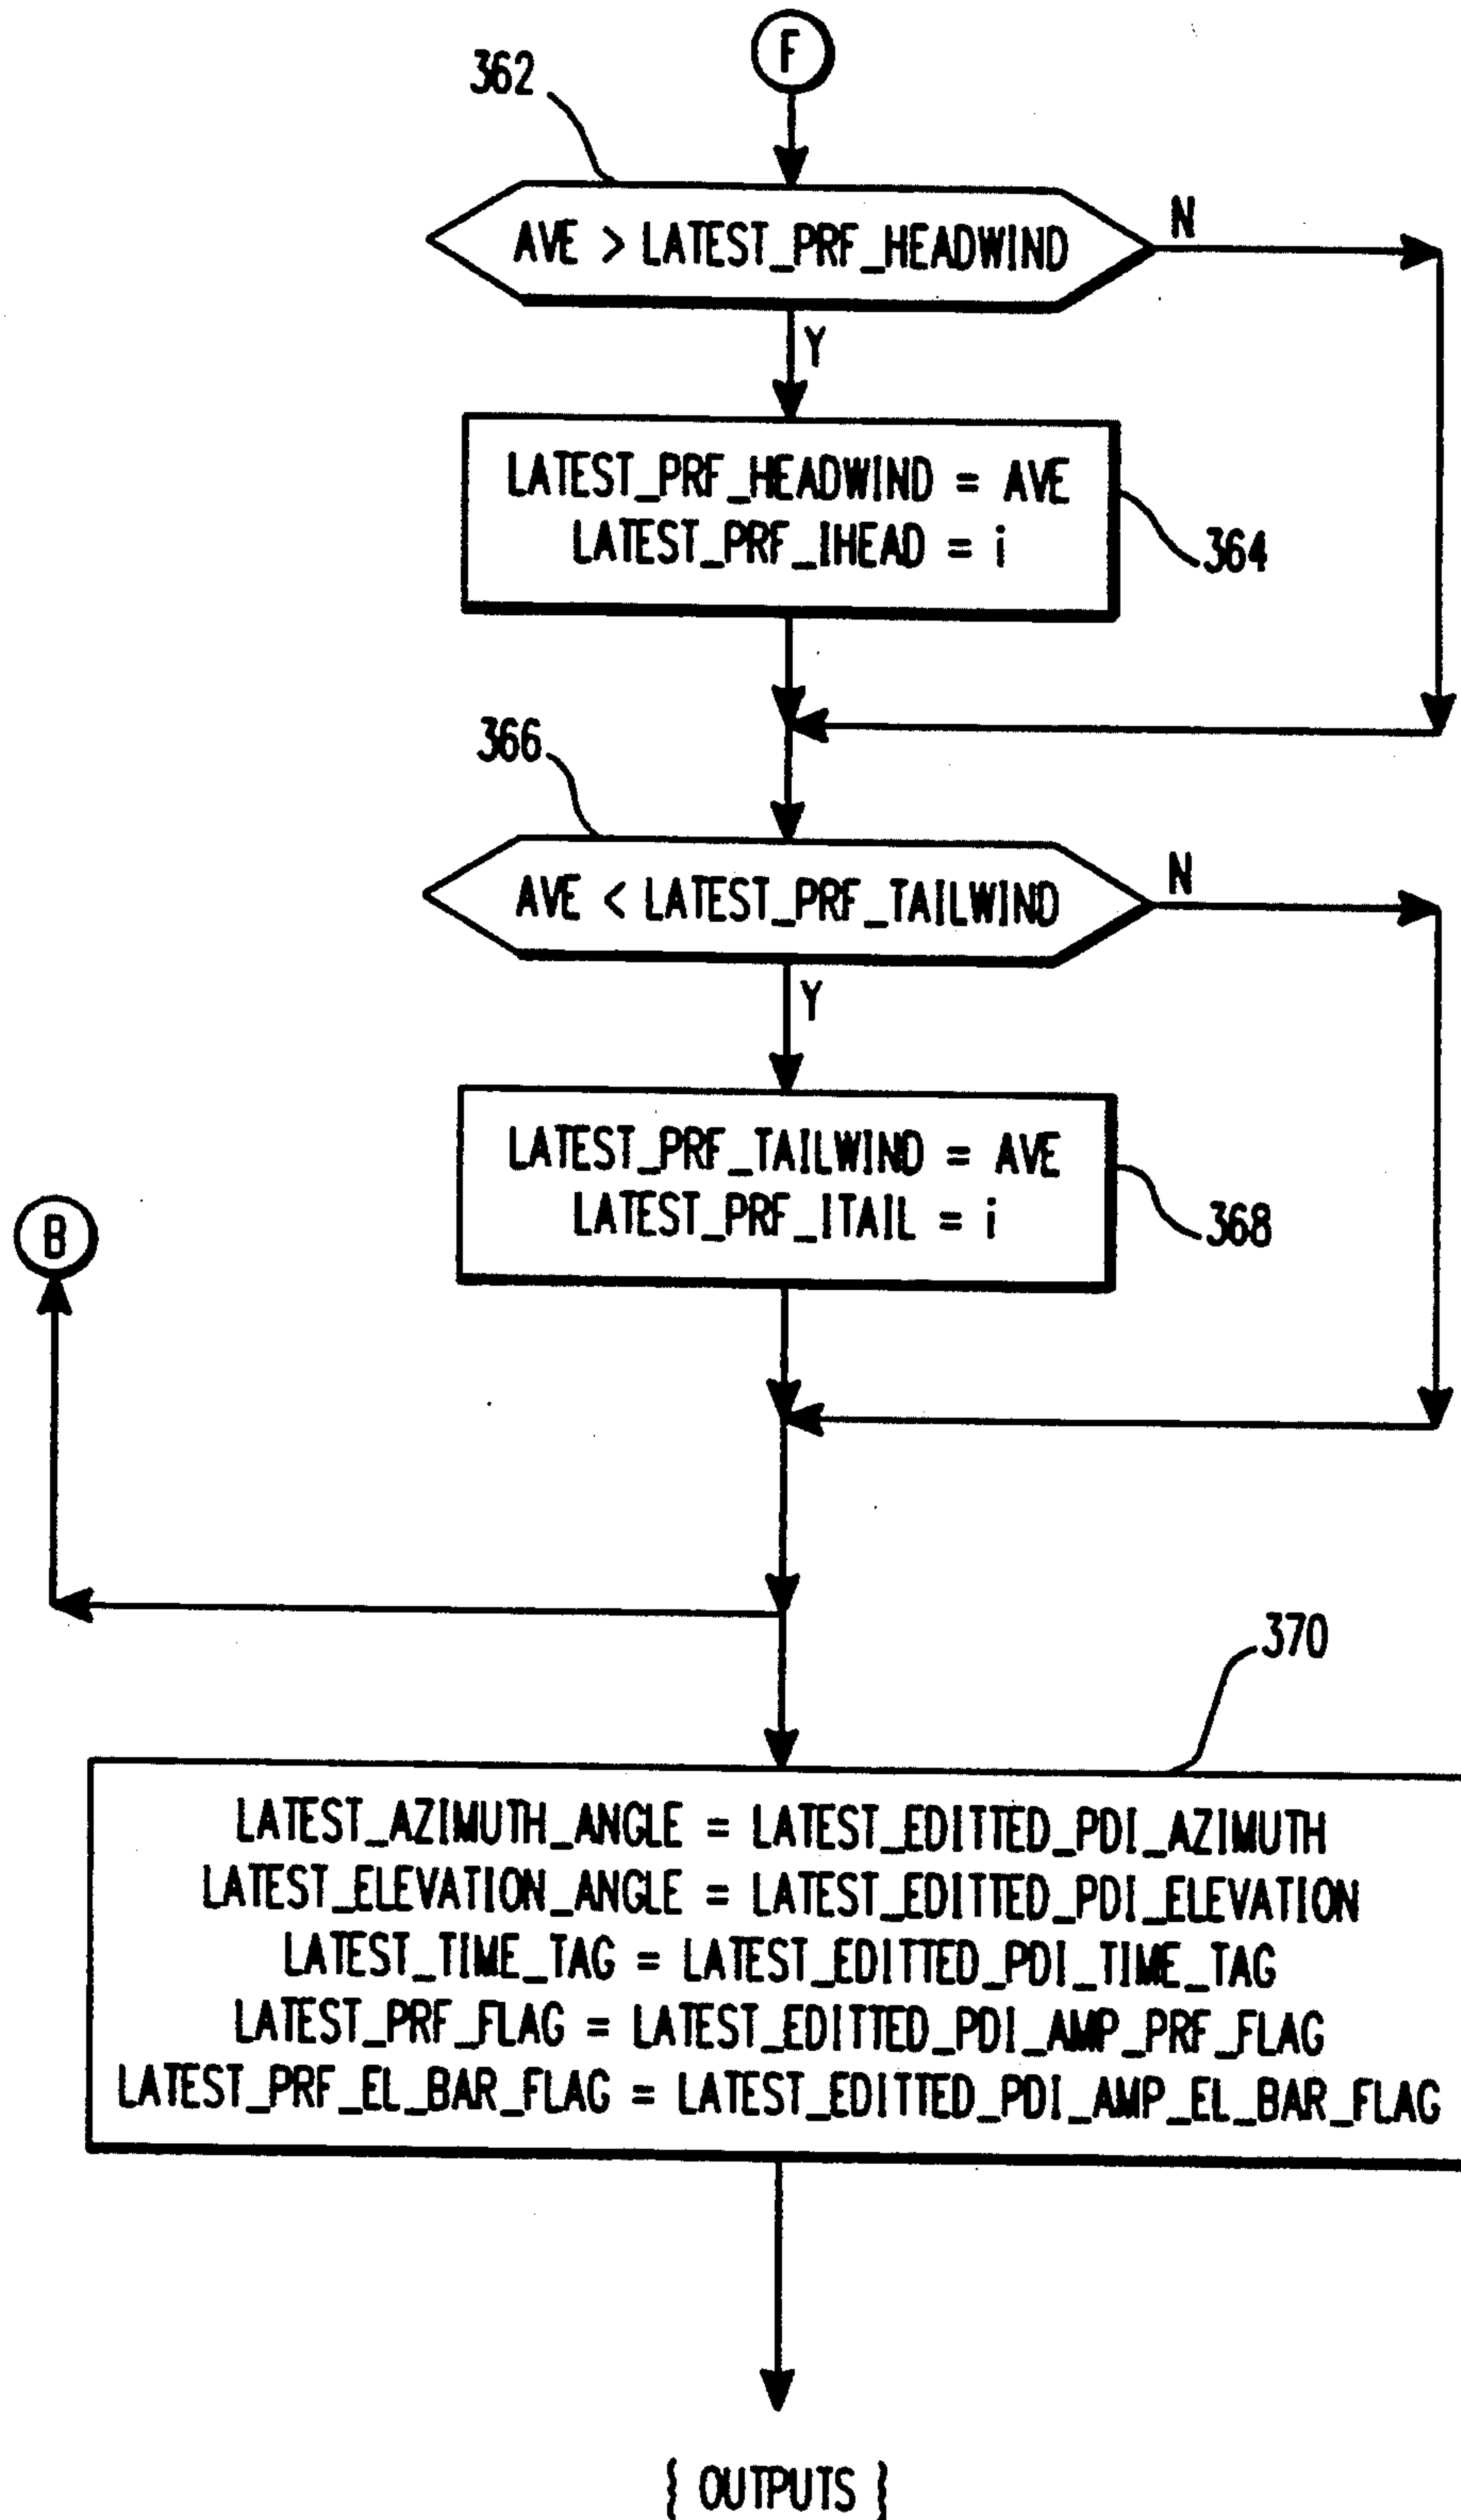 F
362
AVE > LATEST_PRF_HEADWIND
N
Y
LATEST_PRF_HEADWIND = AVE
LATEST_PRF_IHEAD = i
364
366
AVE < LATEST_PRF_TAILWIND
N
Y
LATEST_PRF_TAILWIND = AVE
LATEST_PRF_ITAIL = i
368
B
370
LATEST_AZIMUTH_ANGLE = LATEST_EDITTED_PDI_AZIMUTH
LATEST_ELEVATION_ANGLE = LATEST_EDITTED_PDI_ELEVATION
LATEST_TIME_TAG = LATEST_EDITTED_PDI_TIME_TAG
LATEST_PRF_FLAG = LATEST_EDITTED_PDI_AMP_PRF_FLAG
LATEST_PRF_EL_BAR_FLAG = LATEST_EDITTED_PDI_AMP_EL_BAR_FLAG
{ OUTPUTS }